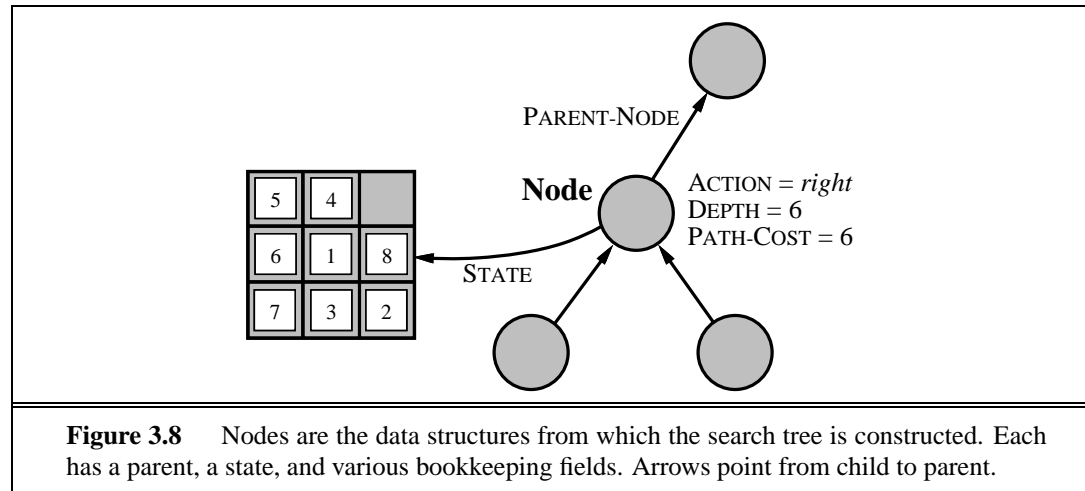 PARENT-NODE
Node
ACTION = right
DEPTH = 6
PATH-COST = 6
5 4
6 1 8
7 3 2
STATE
Figure 3.8 Nodes are the data structures from which the search tree is constructed. Each
has a parent, a state, and various bookkeeping fields. Arrows point from child to parent.